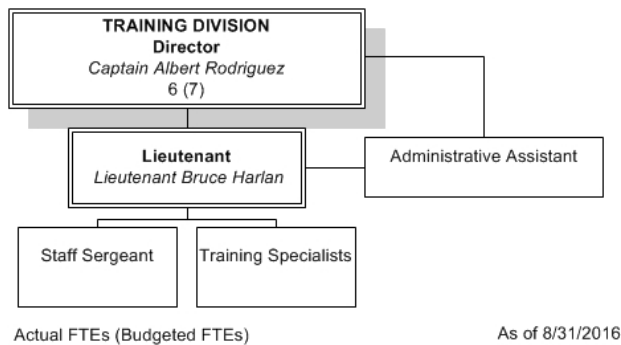 TRAINING DIVISION
Director
Captain Albert Rodriguez
6 (7)
Lieutenant
Lieutenant Bruce Harlan
Administrative Assistant
Staff Sergeant
Training Specialists
Actual FTEs (Budgeted FTEs)
As of 8/31/2016